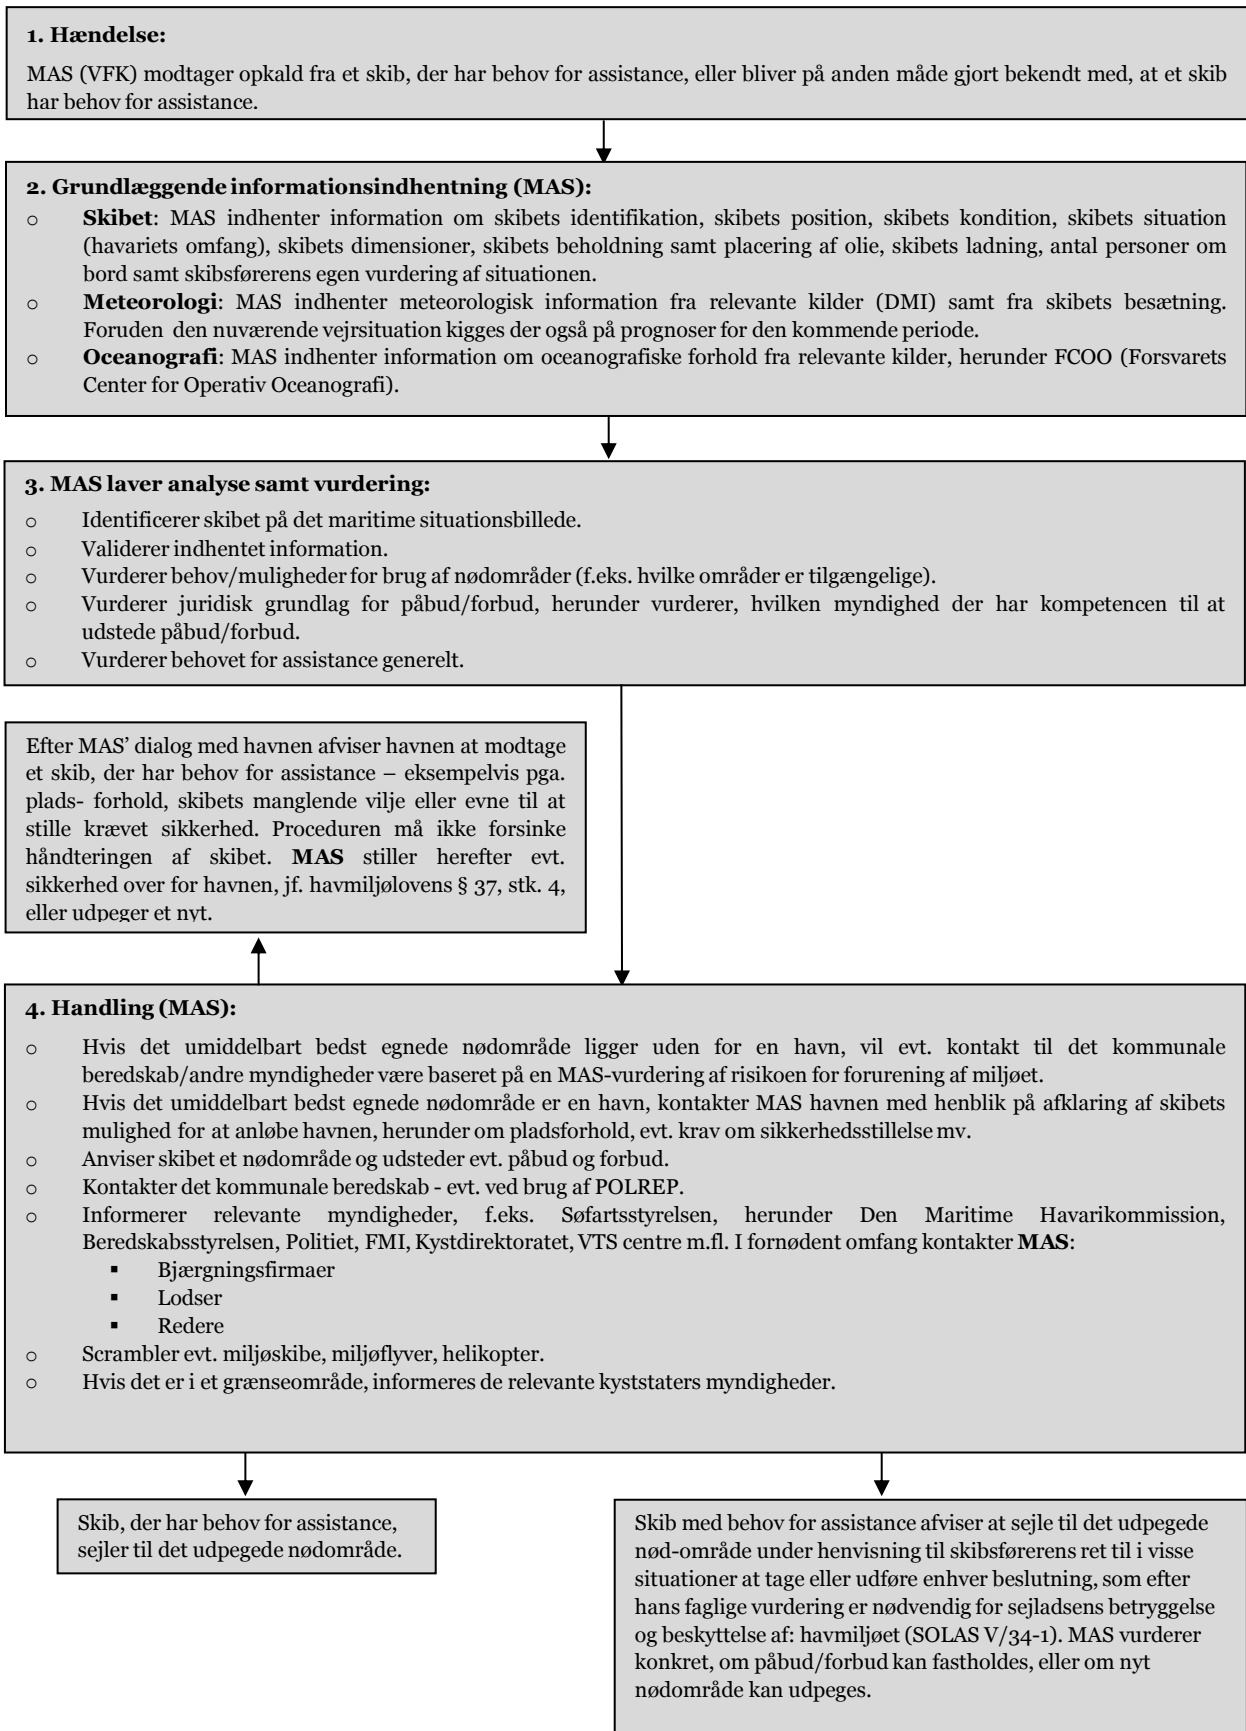 1. Hændelse:
MAS (VFK) modtager opkald fra et skib, der har behov for assistance, eller bliver på anden måde gjort bekendt med, at et skib
har behov for assistance.
2. Grundlæggende informationsindhentning (MAS):
o Skibet: MAS indhenter information om skibets identifikation, skibets position, skibets kondition, skibets situation
(havariets omfang), skibets dimensioner, skibets beholdning samt placering af olie, skibets ladning, antal personer om
bord samt skibsførerens egen vurdering af situationen.
o Meteorologi: MAS indhenter meteorologisk information fra relevante kilder (DMI) samt fra skibets besætning.
Foruden den nuværende vejrsituation kigges der også på prognoser for den kommende periode.
o Oceanografi: MAS indhenter information om oceanografiske forhold fra relevante kilder, herunder FCOO (Forsvarets
Center for Operativ Oceanografi).
3. MAS laver analyse samt vurdering:
o Identificerer skibet på det maritime situationsbillede.
o Validerer indhentet information.
o Vurderer behov/muligheder for brug af nødområder (f.eks. hvilke områder er tilgængelige).
o Vurderer juridisk grundlag for påbud/forbud, herunder vurderer, hvilken myndighed der har kompetencen til at
udstede påbud/forbud.
o Vurderer behovet for assistance generelt.
Efter MAS’ dialog med havnen afviser havnen at modtage
et skib, der har behov for assistance – eksempelvis pga.
plads- forhold, skibets manglende vilje eller evne til at
stille krævet sikkerhed. Proceduren må ikke forsinke
håndteringen af skibet. MAS stiller herefter evt.
sikkerhed over for havnen, jf. havmiljølovens § 37, stk. 4,
eller udpeger et nyt.
4. Handling (MAS):
o Hvis det umiddelbart bedst egnede nødområde ligger uden for en havn, vil evt. kontakt til det kommunale
beredskab/andre myndigheder være baseret på en MAS-vurdering af risikoen for forurening af miljøet.
o Hvis det umiddelbart bedst egnede nødområde er en havn, kontakter MAS havnen med henblik på afklaring af skibets
mulighed for at anløbe havnen, herunder om pladsforhold, evt. krav om sikkerhedsstillelse mv.
o Anviser skibet et nødområde og udsteder evt. påbud og forbud.
o Kontakter det kommunale beredskab - evt. ved brug af POLREP.
o Informerer relevante myndigheder, f.eks. Søfartsstyrelsen, herunder Den Maritime Havarikommission,
Beredskabsstyrelsen, Politiet, FMI, Kystdirektoratet, VTS centre m.fl. I fornødent omfang kontakter MAS:
▪ Bjærgningsfirmaer
▪ Lodser
▪ Redere
o Scrambler evt. miljøskibe, miljøflyver, helikopter.
o Hvis det er i et grænseområde, informeres de relevante kyststaters myndigheder.
Skib, der har behov for assistance,
sejler til det udpegede nødområde.
Skib med behov for assistance afviser at sejle til det udpegede
nød-område under henvisning til skibsførerens ret til i visse
situationer at tage eller udføre enhver beslutning, som efter
hans faglige vurdering er nødvendig for sejladsens betryggelse
og beskyttelse af: havmiljøet (SOLAS V/34-1). MAS vurderer
konkret, om påbud/forbud kan fastholdes, eller om nyt
nødområde kan udpeges.